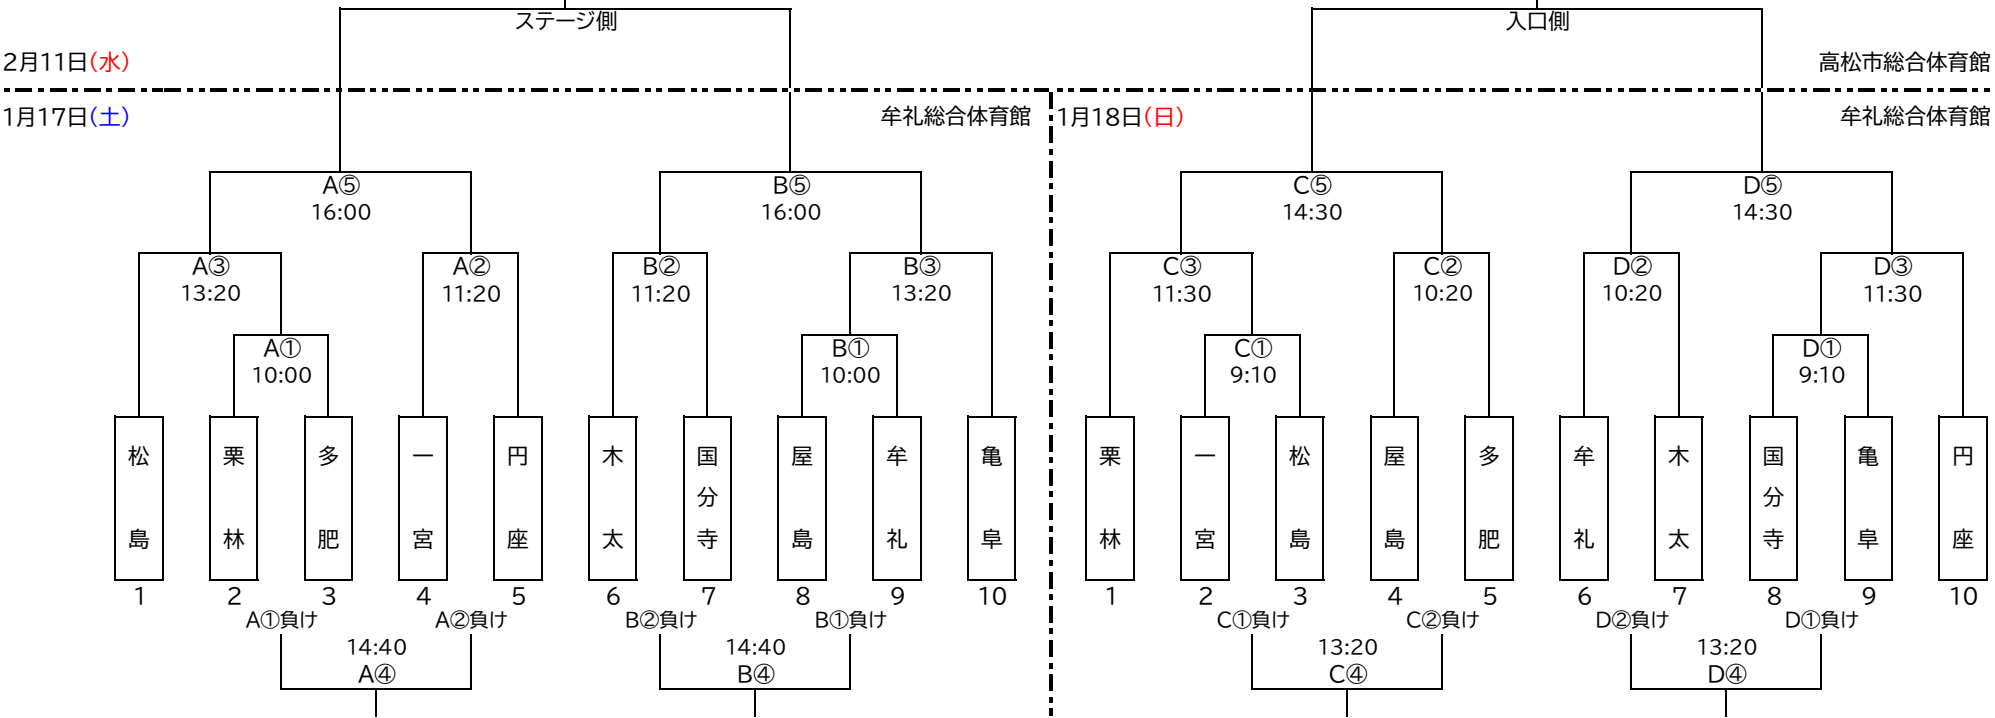 ステージ側 入口側
2月11日(水) 高松市総合体育館
1月17日(土) 牟礼総合体育館 1月18日(日) 牟礼総合体育館
A⑤ B⑤ C⑤ D⑤
16:00 16:00 14:30 14:30
A③ A② B② B③ C③ C② D② D③
13:20 11:20 11:20 13:20 11:30 10:20 10:20 11:30
A① B① C① D①
10:00 10:00 9:10 9:10
松島 栗林 多肥 一宮 円座 木太 国分寺 屋島 牟礼 亀阜 栗林 一宮 松島 屋島 多肥 牟礼 木太 国分寺 亀阜 円座
1 2 3 4 5 6 7 8 9 10 1 2 3 4 5 6 7 8 9 10
A①負け A②負け B②負け B①負け C①負け C②負け D②負け D①負け
14:40 14:40 13:20 13:20
A④ B④ C④ D④